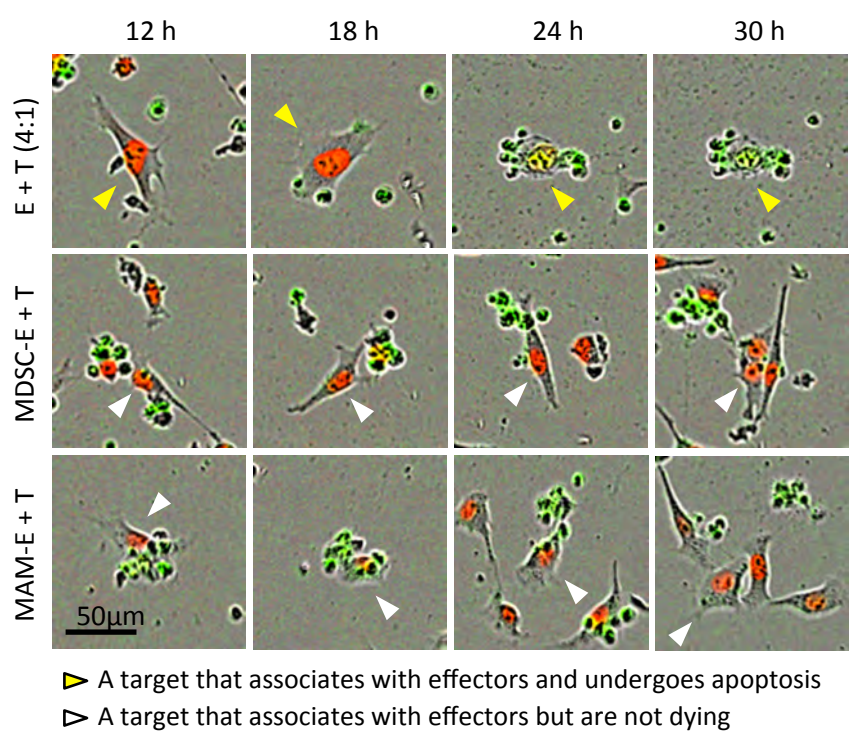 12 h 18 h 24 h 30 h
E + T (4:1)
MDSC-E + T
MAM-E + T
50µm
A target that associates with effectors and undergoes apoptosis
A target that associates with effectors but are not dying